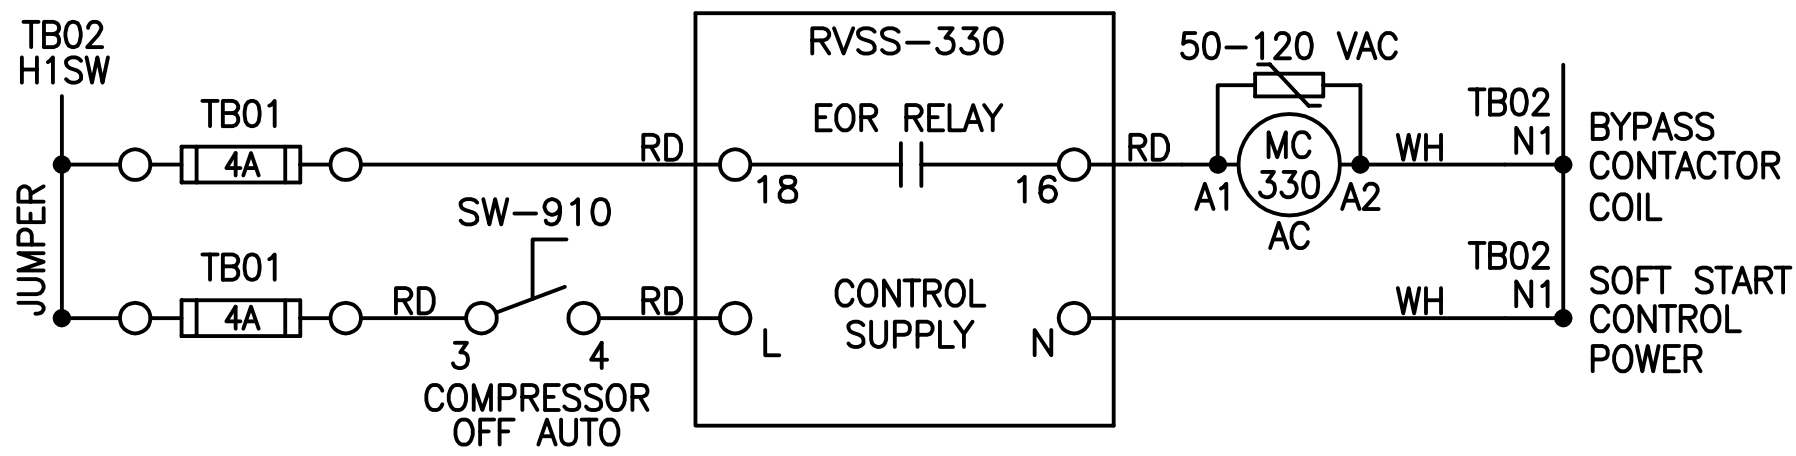 TB02
H1SW
TB01
4A
RD
RVSS-330
EOR RELAY
18
16
RD
50-120 VAC
MC
330
A1
A2
AC
WH
TB02
N1
BYPASS
CONTACTOR
COIL
JUMPER
TB01
4A
RD
SW-910
3
4
COMPRESSOR
OFF AUTO
RD
L
CONTROL
SUPPLY
N
WH
TB02
N1
SOFT START
CONTROL
POWER